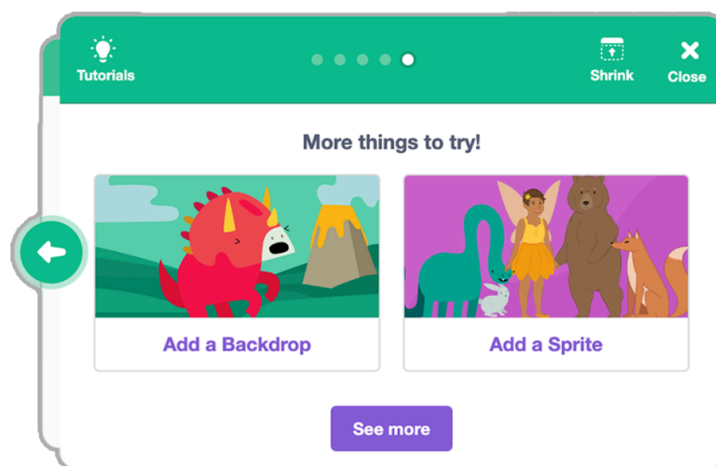 Tutorials
Shrink
Close
More things to try!
Add a Backdrop
Add a Sprite
See more